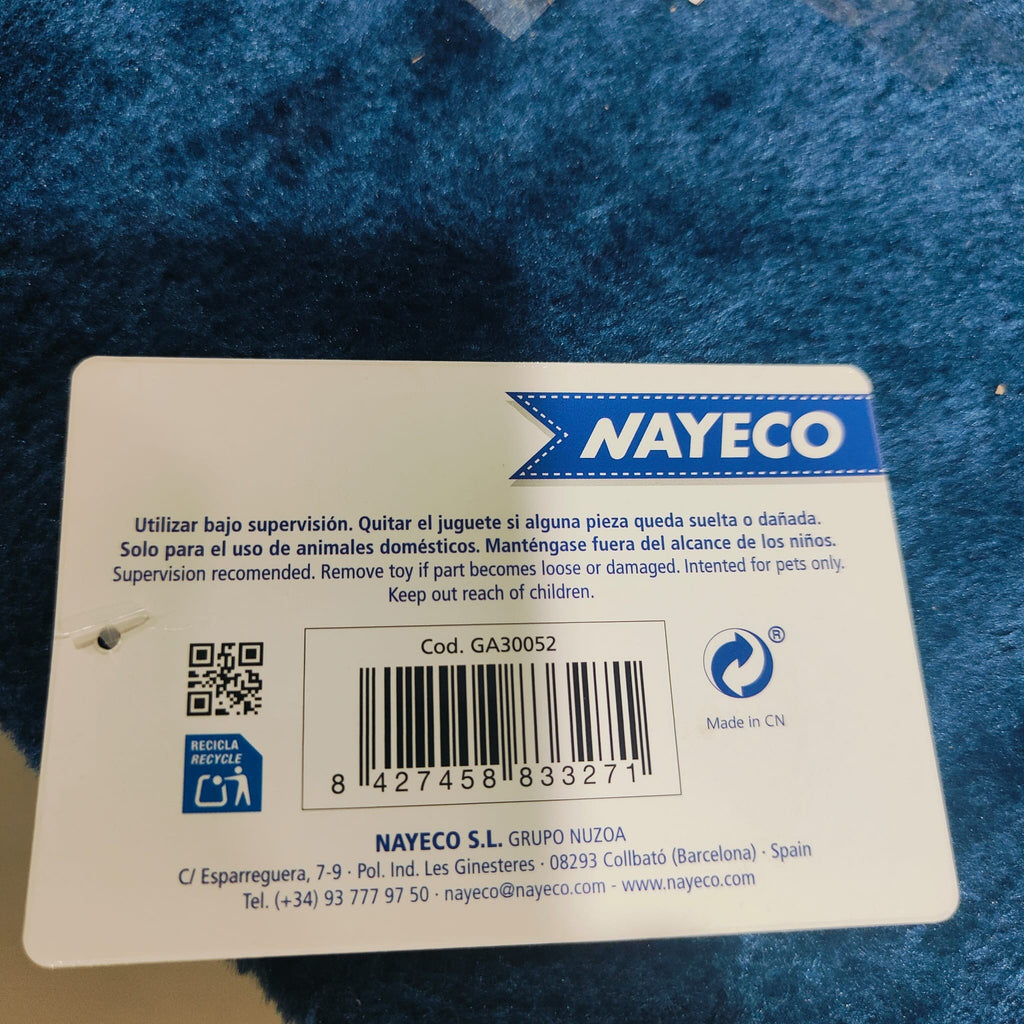 NAYECO
Utilizar bajo supervisión. Quitar el juguete si alguna pieza queda suelta o dañada.
Solo para el uso de animales domésticos. Manténgase fuera del alcance de los niños.
Supervision recomended. Remove toy if part becomes loose or damaged. Intented for pets only.
Keep out reach of children.
Cod. GA30052
8 427458 833271
RECICLA
RECYCLE
®
Made in CN
NAYECO S.L. GRUPO NUZOA
C/ Esparreguera, 7-9 · Pol. Ind. Les Ginesteres · 08293 Collbató (Barcelona) · Spain
Tel. (+34) 93 777 97 50 · nayeco@nayeco.com - www.nayeco.com